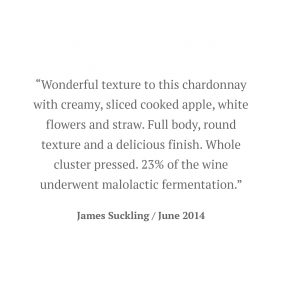 “Wonderful texture to this chardonnay
with creamy, sliced cooked apple, white
flowers and straw. Full body, round
texture and a delicious finish. Whole
cluster pressed. 23% of the wine
underwent malolactic fermentation.”
James Suckling / June 2014